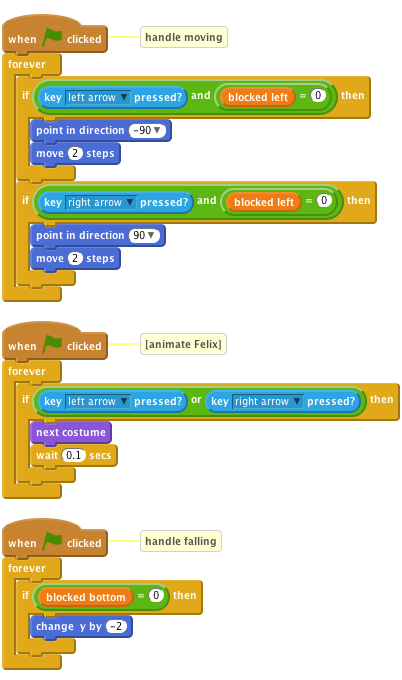 when clicked handle moving
forever
if key left arrow pressed? and blocked left = 0 then
point in direction -90
move 2 steps
if key right arrow pressed? and blocked left = 0 then
point in direction 90
move 2 steps
when clicked [animate Felix]
forever
if key left arrow pressed? or key right arrow pressed? then
next costume
wait 0.1 secs
when clicked handle falling
forever
if blocked bottom = 0 then
change y by -2